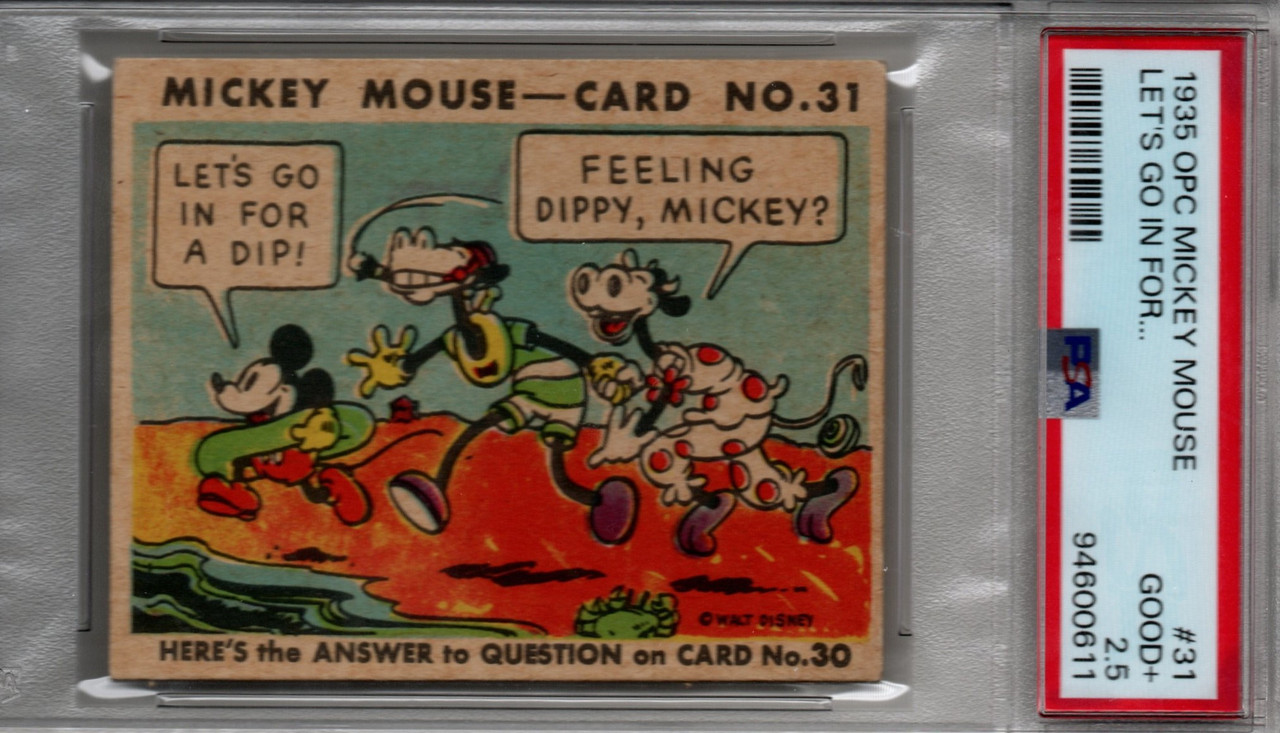 MICKEY MOUSE—CARD NO.31
LET'S GO
IN FOR
A DIP!
FEELING
DIPPY, MICKEY?
© WALT DISNEY
HERE'S the ANSWER to QUESTION on CARD No.30
1935 OPC MICKEY MOUSE #31
LET'S GO IN FOR... GOOD+
2.5
94600611
PSA